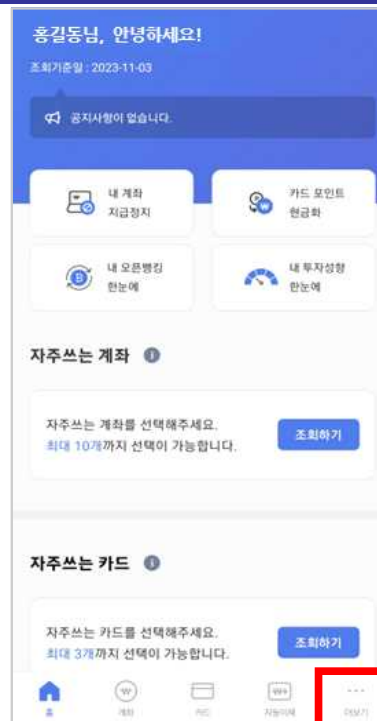 홍길동님, 안녕하세요!
조회기준일 : 2023-11-03
공지사항이 없습니다.
내 계좌
지급정지
카드 포인트
현금화
내 오픈뱅킹
한눈에
내 투자성향
한눈에
자주쓰는 계좌
자주쓰는 계좌를 선택해주세요.
최대 10개까지 선택이 가능합니다.
조회하기
자주쓰는 카드
자주쓰는 카드를 선택해주세요.
최대 3개까지 선택이 가능합니다.
조회하기
홈
계좌
카드
자동이체
더보기